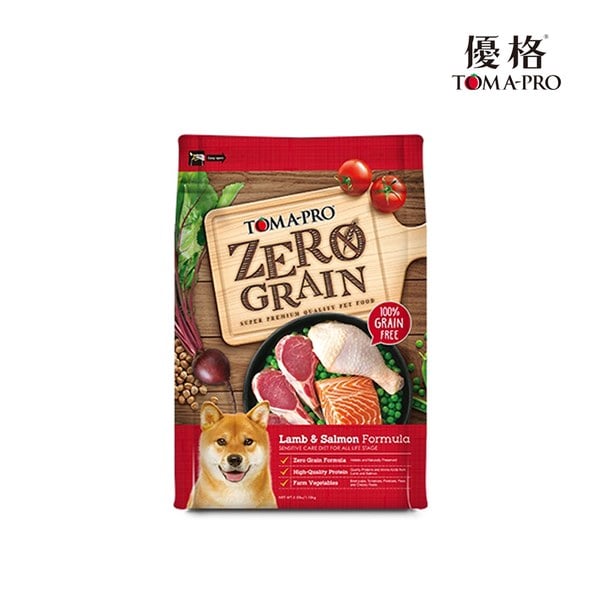 優格®
TOMA-PRO
TOMA-PRO®
ZERO
GRAIN
SUPER PREMIUM QUALITY PET FOOD
100%
GRAIN
FREE
Lamb & Salmon Formula
SENSITIVE CARE DIET FOR ALL LIFE STAGE
Zero Grain Formula
High-Quality Protein
Farm Vegetables